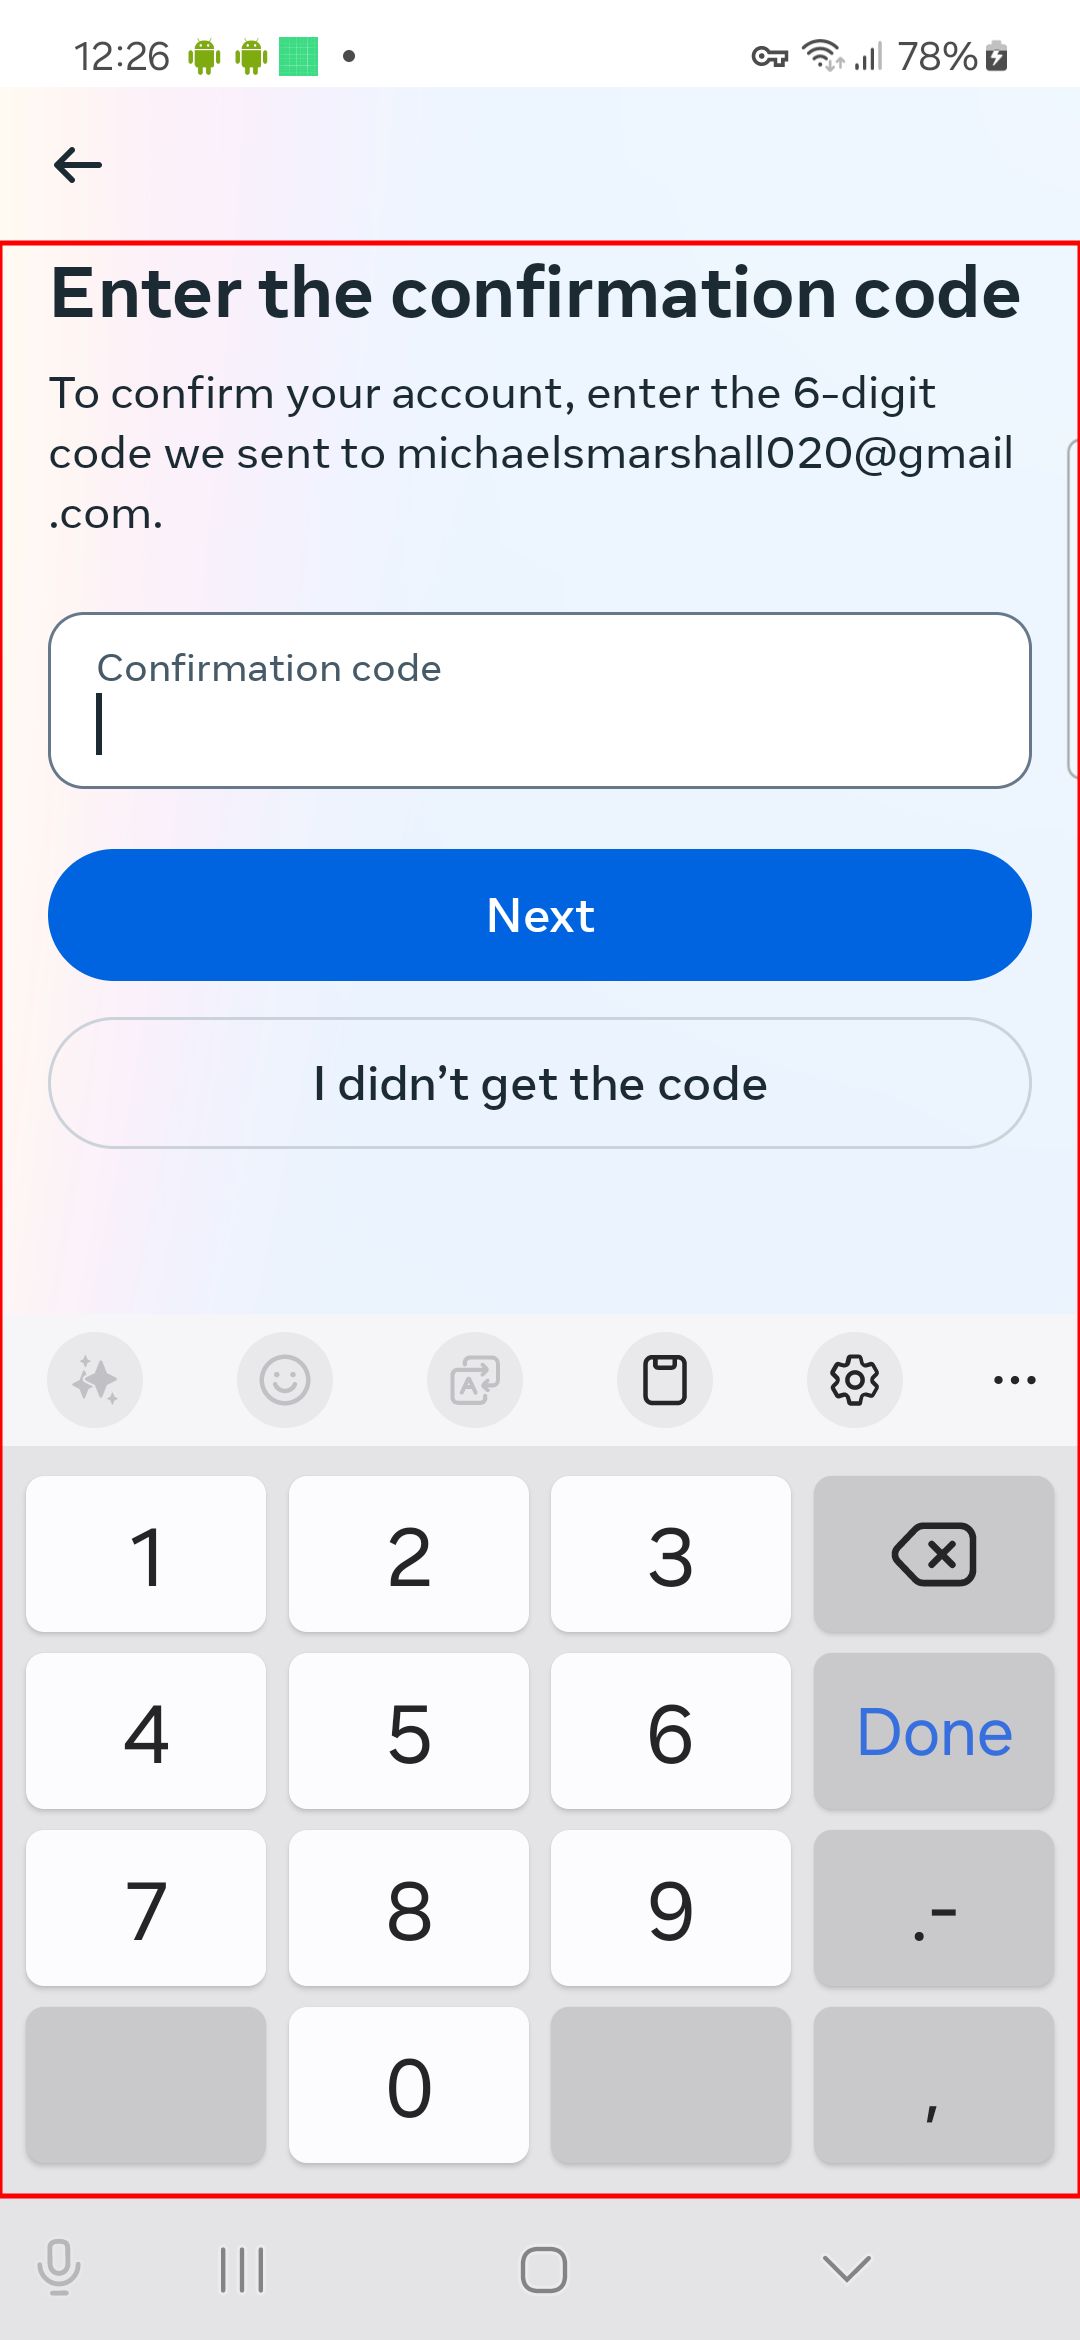 12:26
78%
Enter the confirmation code
To confirm your account, enter the 6-digit
code we sent to michaelsmarshall020@gmail
.com.
Confirmation code
Next
I didn’t get the code
1 2 3
4 5 6 Done
7 8 9 .-
0 ,